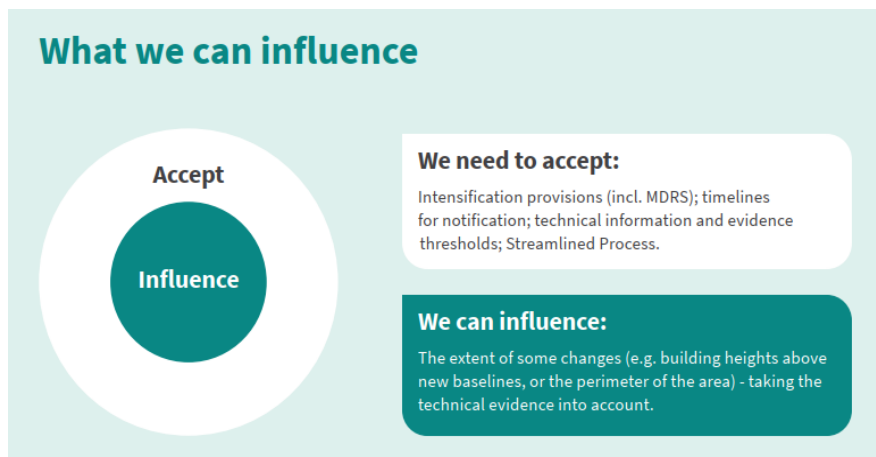 What we can influence
Accept
Influence
We need to accept:
Intensification provisions (incl. MDRS); timelines
for notification; technical information and evidence
thresholds; Streamlined Process.
We can influence:
The extent of some changes (e.g. building heights above
new baselines, or the perimeter of the area) - taking the
technical evidence into account.